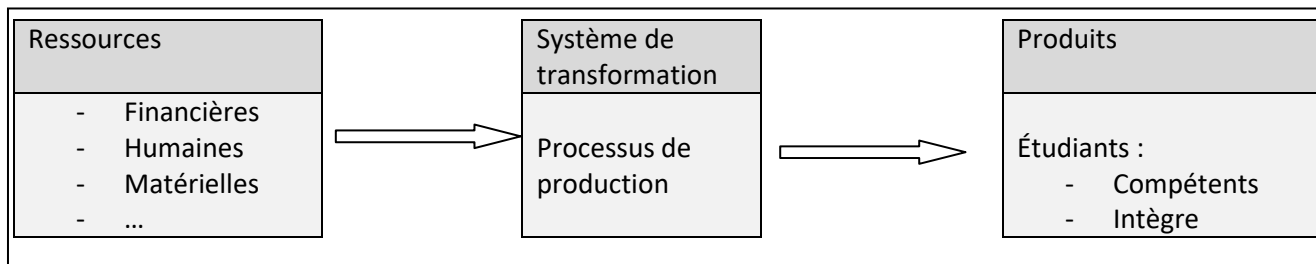 Ressources
- Financières
- Humaines
- Matérielles
- …
Système de
transformation
Processus de
production
Produits
Étudiants :
- Compétents
- Intègre